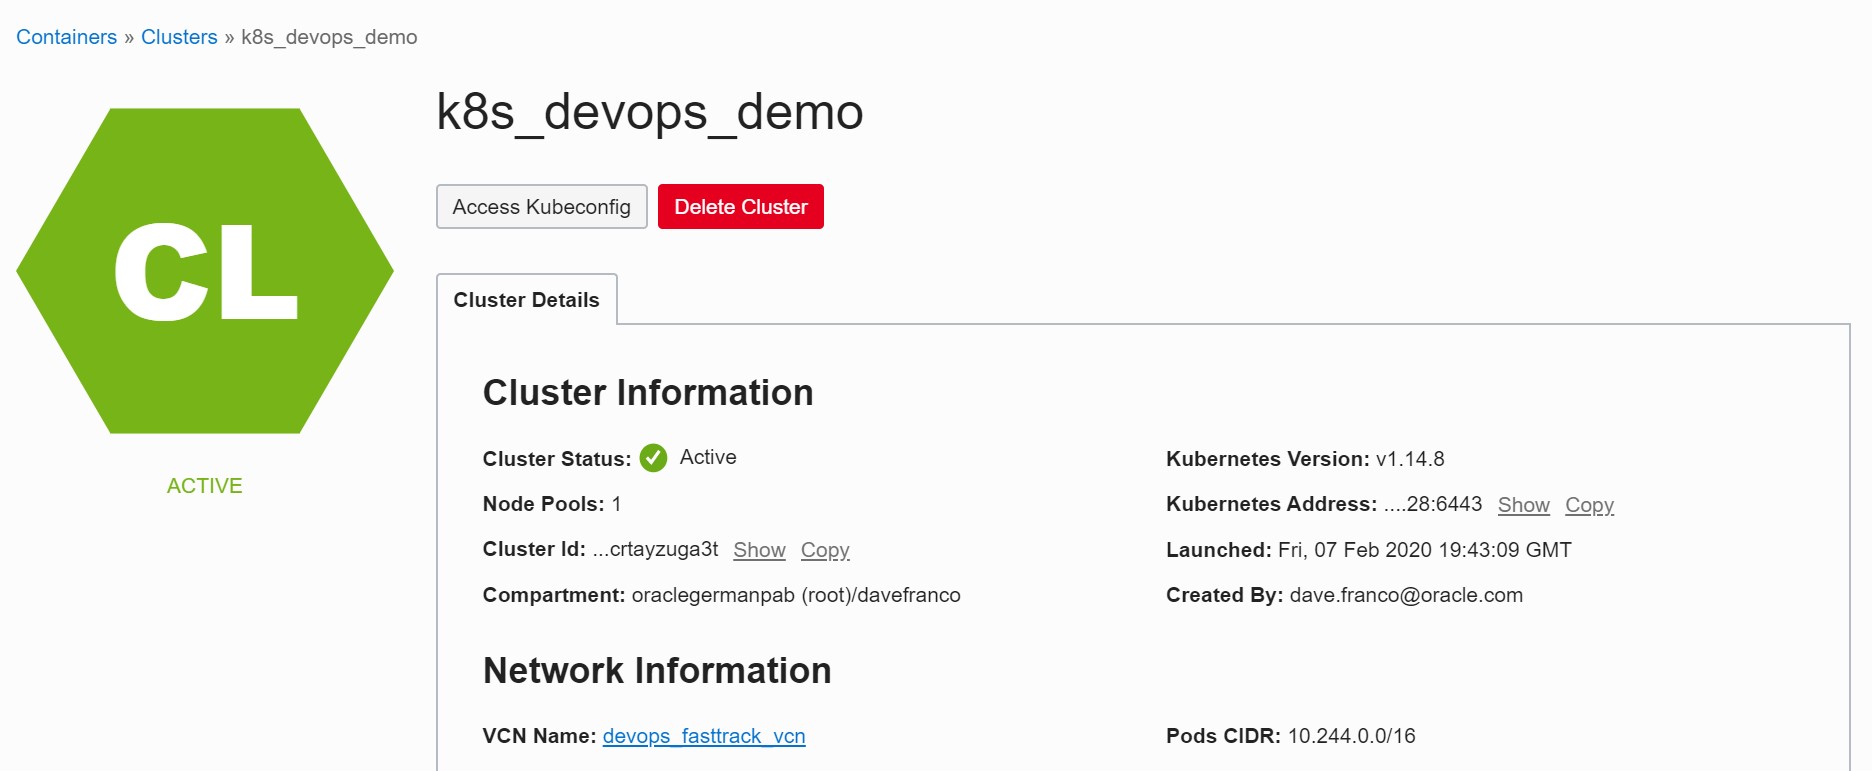 Containers » Clusters » k8s_devops_demo
CL
ACTIVE
k8s_devops_demo
Access Kubeconfig Delete Cluster
Cluster Details
Cluster Information
Cluster Status: Active
Node Pools: 1
Cluster Id: ...crtayzuga3t Show Copy
Compartment: oraclegermanpab (root)/davefranco
Kubernetes Version: v1.14.8
Kubernetes Address: ....28:6443 Show Copy
Launched: Fri, 07 Feb 2020 19:43:09 GMT
Created By: dave.franco@oracle.com
Network Information
VCN Name: devops_fasttrack_vcn
Pods CIDR: 10.244.0.0/16